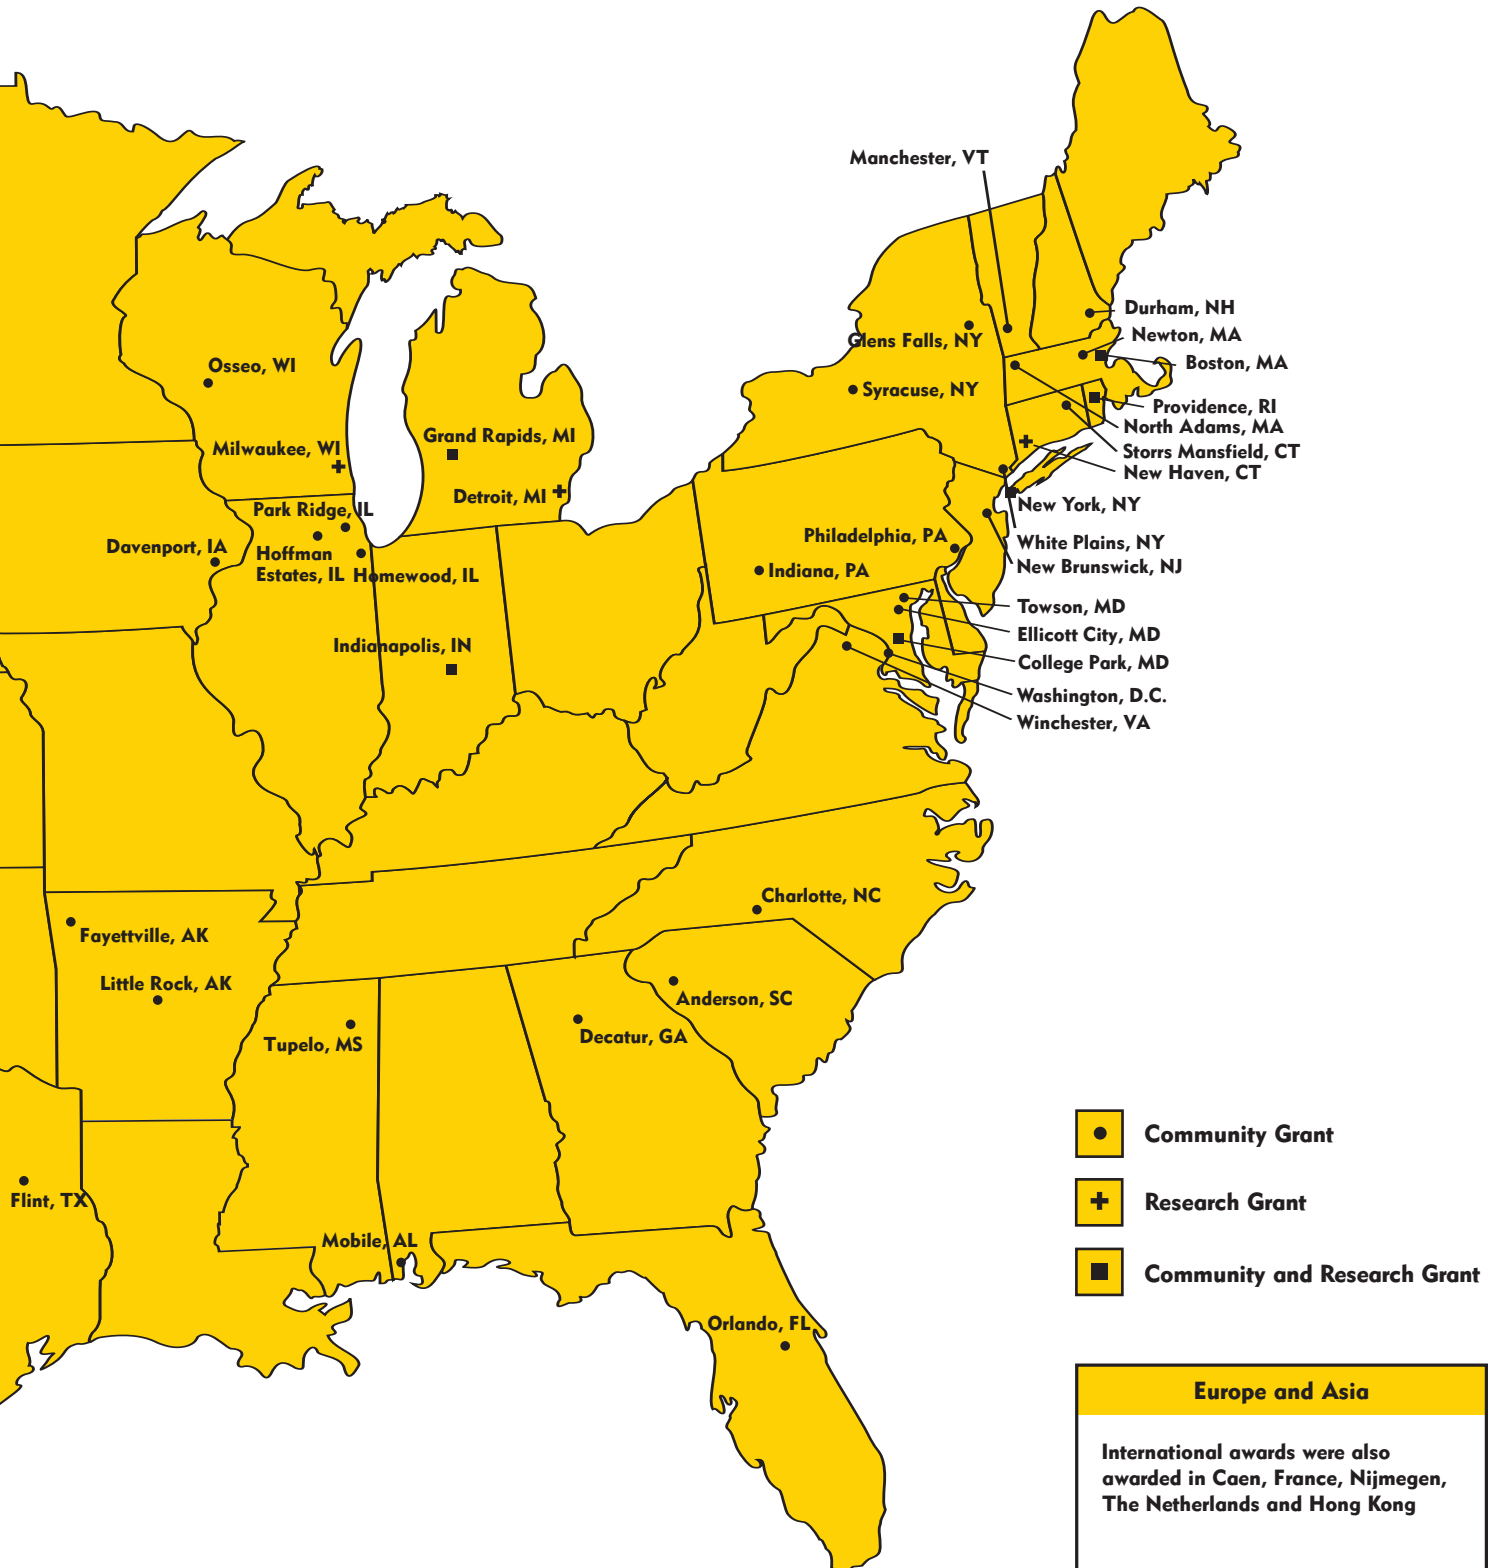 Manchester, VT
Durham, NH
Newton, MA
Glens Falls, NY
Boston, MA
Osseo, WI
Syracuse, NY
Providence, RI
North Adams, MA
Grand Rapids, MI
Milwaukee, WI
Storrs Mansfield, CT
New Haven, CT
Detroit, MI
New York, NY
Park Ridge, IL
Philadelphia, PA
White Plains, NY
Davenport, IA
Hoffman
Estates, IL
Homewood, IL
New Brunswick, NJ
Indiana, PA
Towson, MD
Ellicott City, MD
Indianapolis, IN
College Park, MD
Washington, D.C.
Winchester, VA
Charlotte, NC
Fayettville, AK
Little Rock, AK
Anderson, SC
Decatur, GA
Tupelo, MS
Community Grant
Flint, TX
Research Grant
Mobile, AL
Community and Research Grant
Orlando, FL
Europe and Asia
International awards were also
awarded in Caen, France, Nijmegen,
The Netherlands and Hong Kong